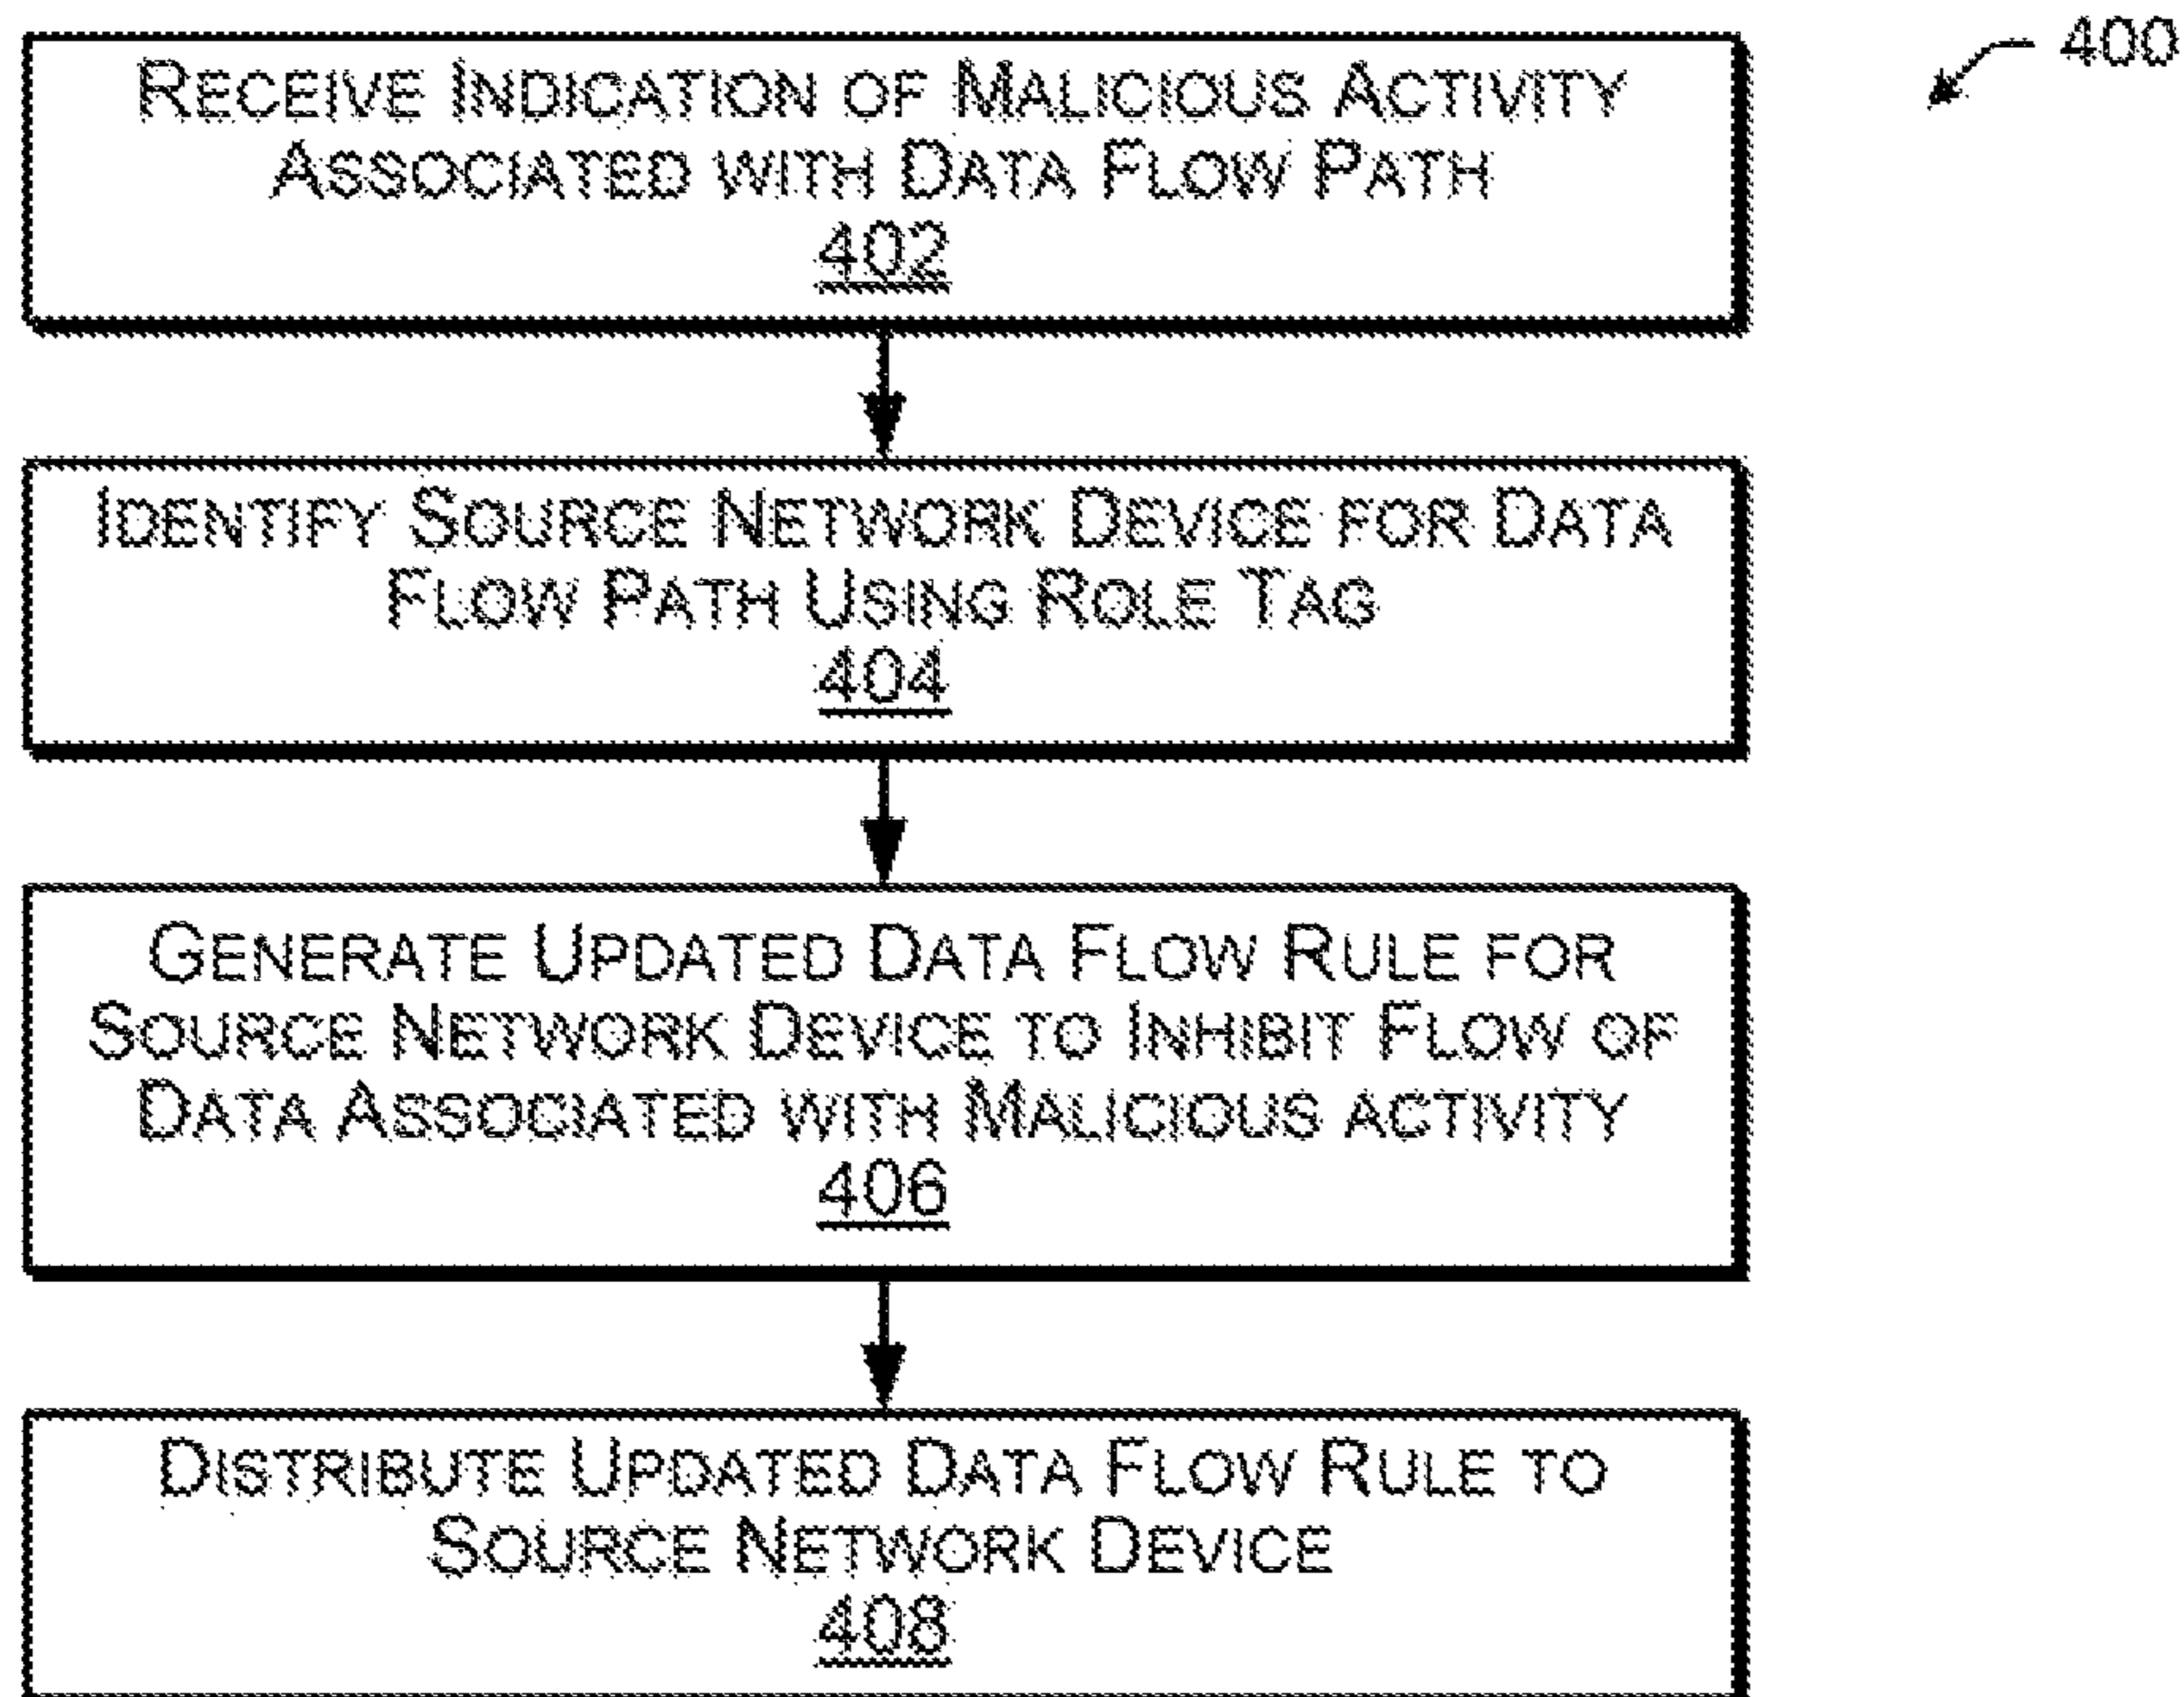 400
RECEIVE INDICATION OF MALICIOUS ACTIVITY
ASSOCIATED WITH DATA FLOW PATH
402
IDENTIFY SOURCE NETWORK DEVICE FOR DATA
FLOW PATH USING ROLE TAG
404
GENERATE UPDATED DATA FLOW RULE FOR
SOURCE NETWORK DEVICE TO INHIBIT FLOW OF
DATA ASSOCIATED WITH MALICIOUS ACTIVITY
406
DISTRIBUTE UPDATED DATA FLOW RULE TO
SOURCE NETWORK DEVICE
408